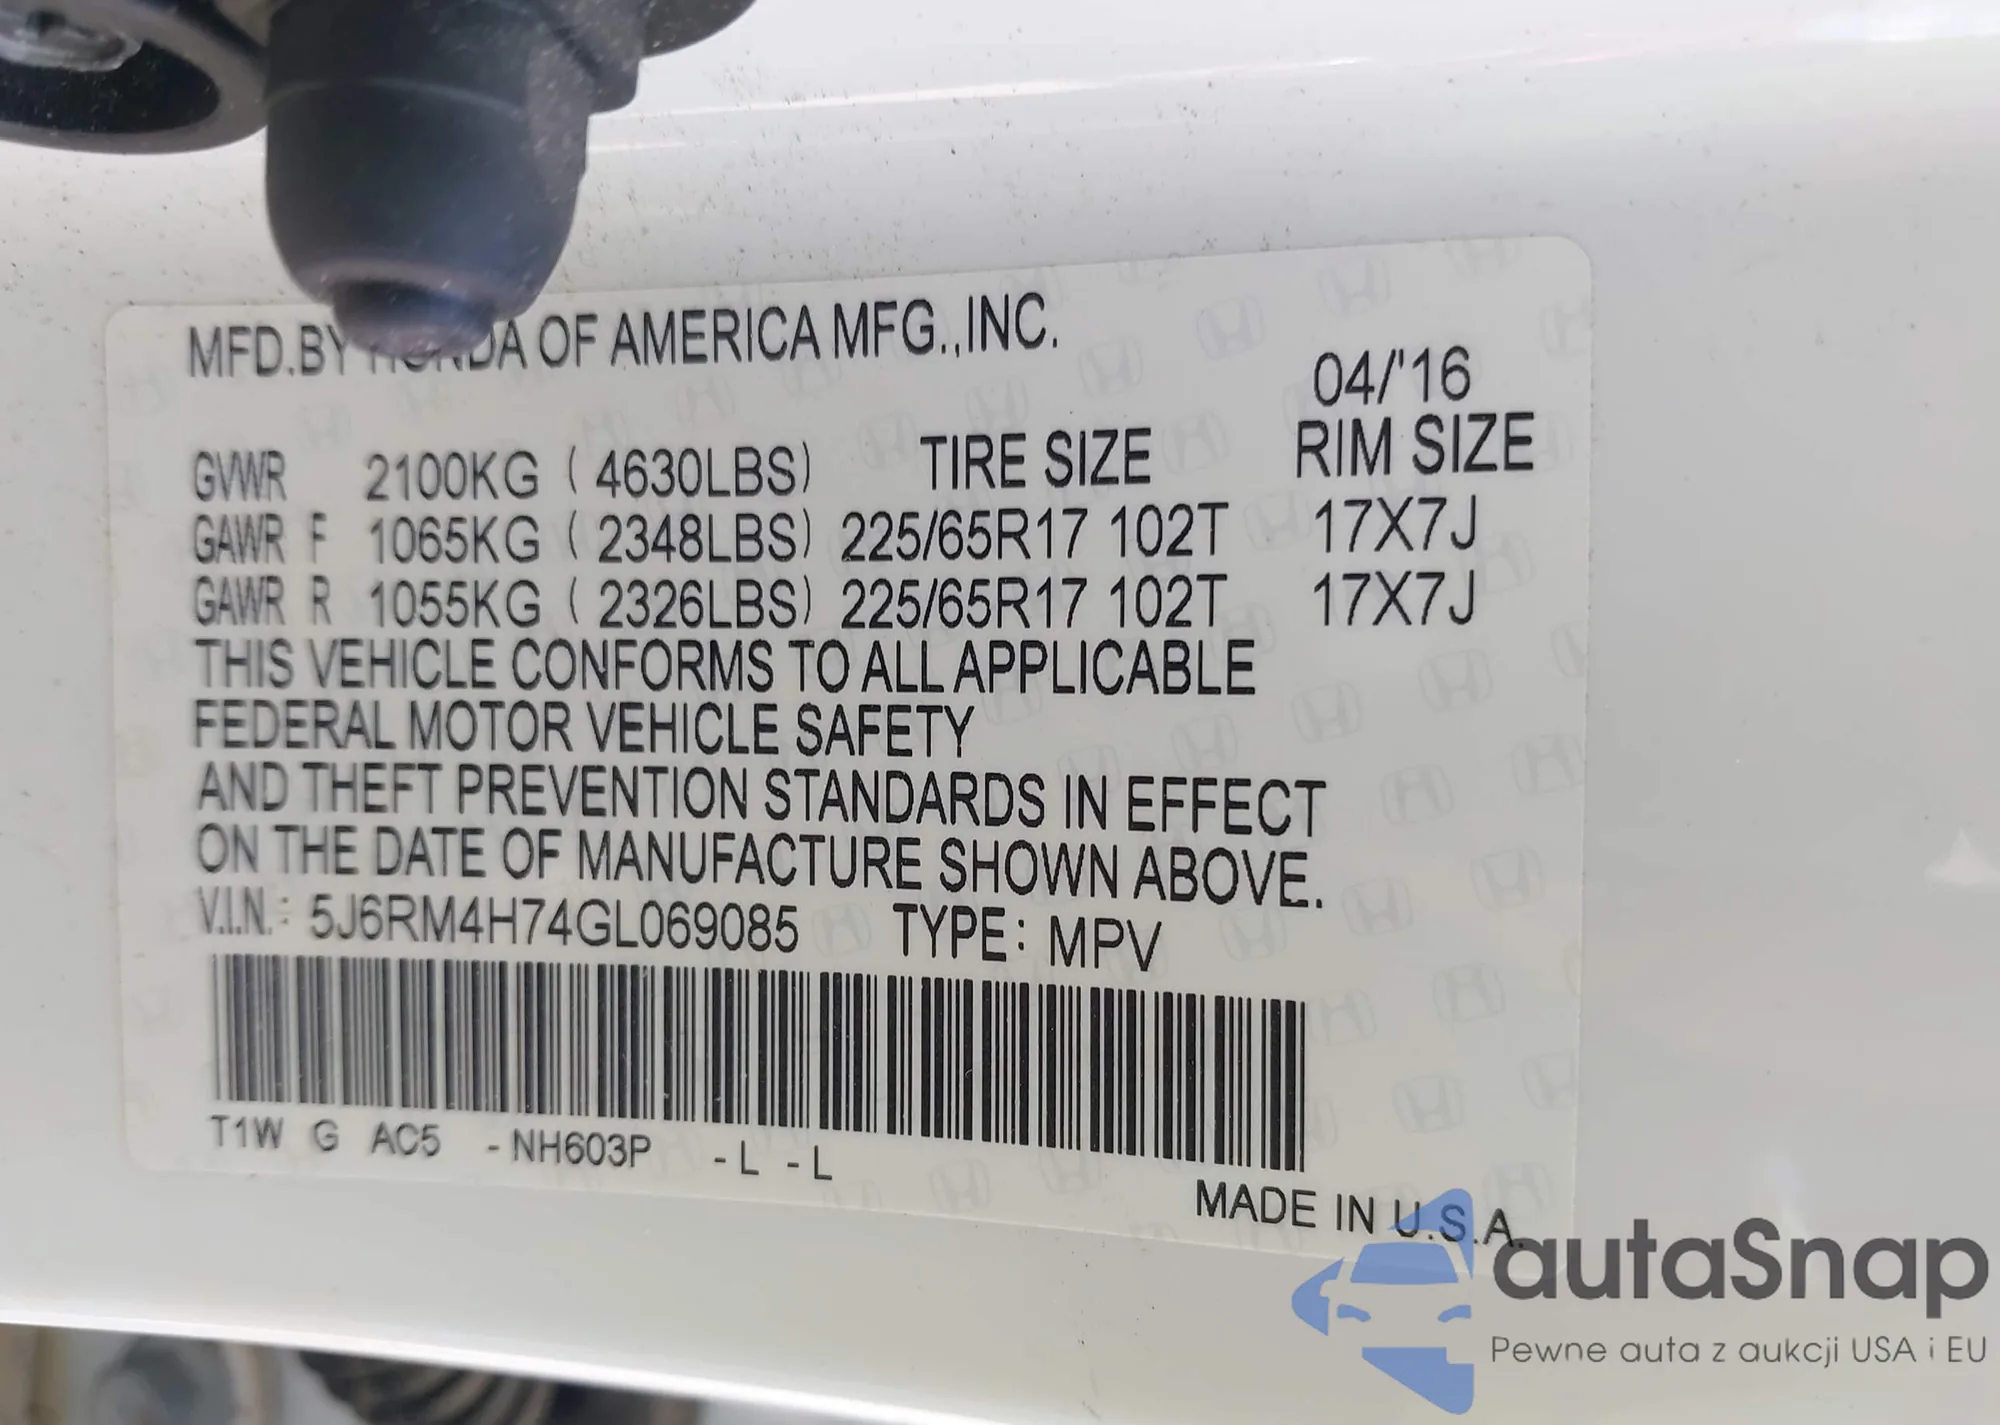 MFD.BY HONDA OF AMERICA MFG.,INC.
04/'16
GVWR 2100KG ( 4630LBS) TIRE SIZE RIM SIZE
GAWR F 1065KG ( 2348LBS) 225/65R17 102T 17X7J
GAWR R 1055KG ( 2326LBS) 225/65R17 102T 17X7J
THIS VEHICLE CONFORMS TO ALL APPLICABLE
FEDERAL MOTOR VEHICLE SAFETY
AND THEFT PREVENTION STANDARDS IN EFFECT
ON THE DATE OF MANUFACTURE SHOWN ABOVE.
V.I.N.: 5J6RM4H74GL069085 TYPE: MPV
T1W G AC5 -NH603P -L -L
MADE IN U.S.A.
autaSnap
Pewne auta z aukcji USA i EU